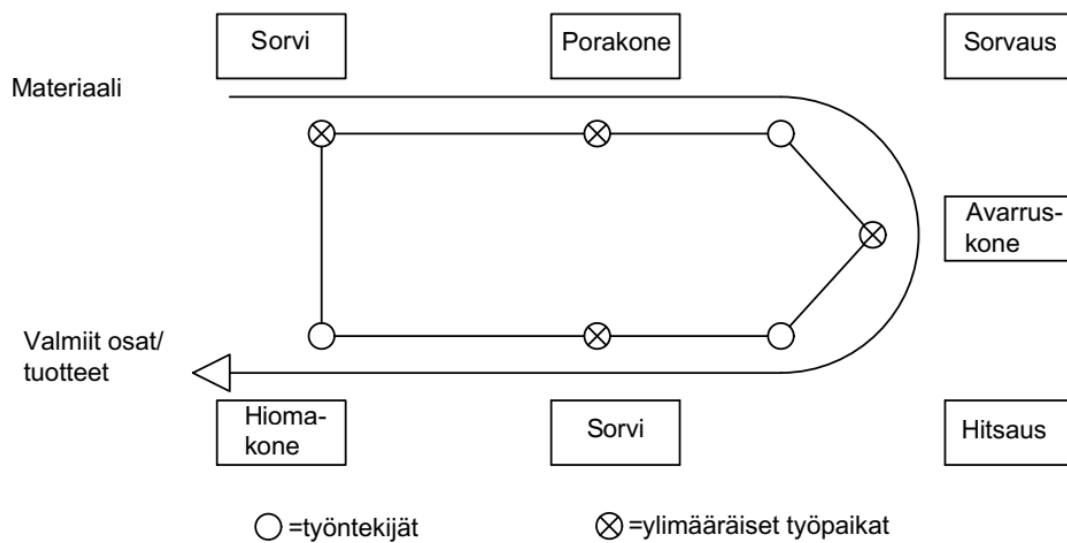 Sorvi
Porakone
Sorvaus
Materiaali
Avarrus-
kone
Valmiit osat/
tuotteet
Hioma-
kone
Sorvi
Hitsaus
=työntekijät
=ylimääräiset työpaikat